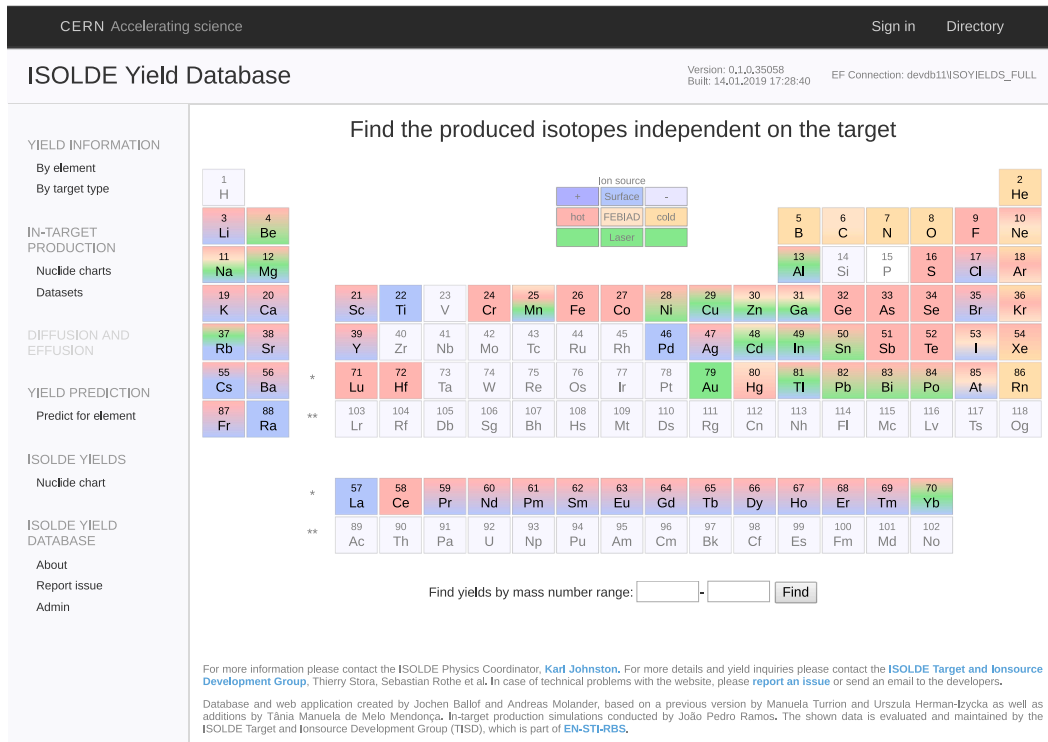 CERN Accelerating science
Sign in
Directory
ISOLDE Yield Database
Version: 0.1.0.35058
Built: 14.01.2019 17:28:40
EF Connection: devdb11\ISOYIELDS_FULL
YIELD INFORMATION
By element
By target type
IN-TARGET
PRODUCTION
Nuclide charts
Datasets
DIFFUSION AND
EFFUSION
YIELD PREDICTION
Predict for element
ISOLDE YIELDS
Nuclide chart
ISOLDE YIELD
DATABASE
About
Report issue
Admin
Find the produced isotopes independent on the target
Ion source
+ Surface -
hot FEBIAD cold
Laser
1 2
H He
3 4 5 6 7 8 9 10
Li Be B C N O F Ne
11 12 13 14 15 16 17 18
Na Mg Al Si P S Cl Ar
19 20 21 22 23 24 25 26 27 28 29 30 31 32 33 34 35 36
K Ca Sc Ti V Cr Mn Fe Co Ni Cu Zn Ga Ge As Se Br Kr
37 38 39 40 41 42 43 44 45 46 47 48 49 50 51 52 53 54
Rb Sr Y Zr Nb Mo Tc Ru Rh Pd Ag Cd In Sn Sb Te I Xe
55 56 71 72 73 74 75 76 77 78 79 80 81 82 83 84 85 86
Cs Ba * Lu Hf Ta W Re Os Ir Pt Au Hg Tl Pb Bi Po At Rn
87 88 103 104 105 106 107 108 109 110 111 112 113 114 115 116 117 118
Fr Ra ** Lr Rf Db Sg Bh Hs Mt Ds Rg Cn Nh Fl Mc Lv Ts Og
57 58 59 60 61 62 63 64 65 66 67 68 69 70
* La Ce Pr Nd Pm Sm Eu Gd Tb Dy Ho Er Tm Yb
89 90 91 92 93 94 95 96 97 98 99 100 101 102
** Ac Th Pa U Np Pu Am Cm Bk Cf Es Fm Md No
Find yields by mass number range: - Find
For more information please contact the ISOLDE Physics Coordinator, Karl Johnston. For more details and yield inquiries please contact the ISOLDE Target and Ionsource
Development Group, Thierry Stora, Sebastian Rothe et al. In case of technical problems with the website, please report an issue or send an email to the developers.
Database and web application created by Jochen Ballof and Andreas Molander, based on a previous version by Manuela Turrion and Urszula Herman-Izycka as well as
additions by Tânia Manuela de Melo Mendonça. In-target production simulations conducted by João Pedro Ramos. The shown data is evaluated and maintained by the
ISOLDE Target and Ionsource Development Group (TISD), which is part of EN-STI-RBS.